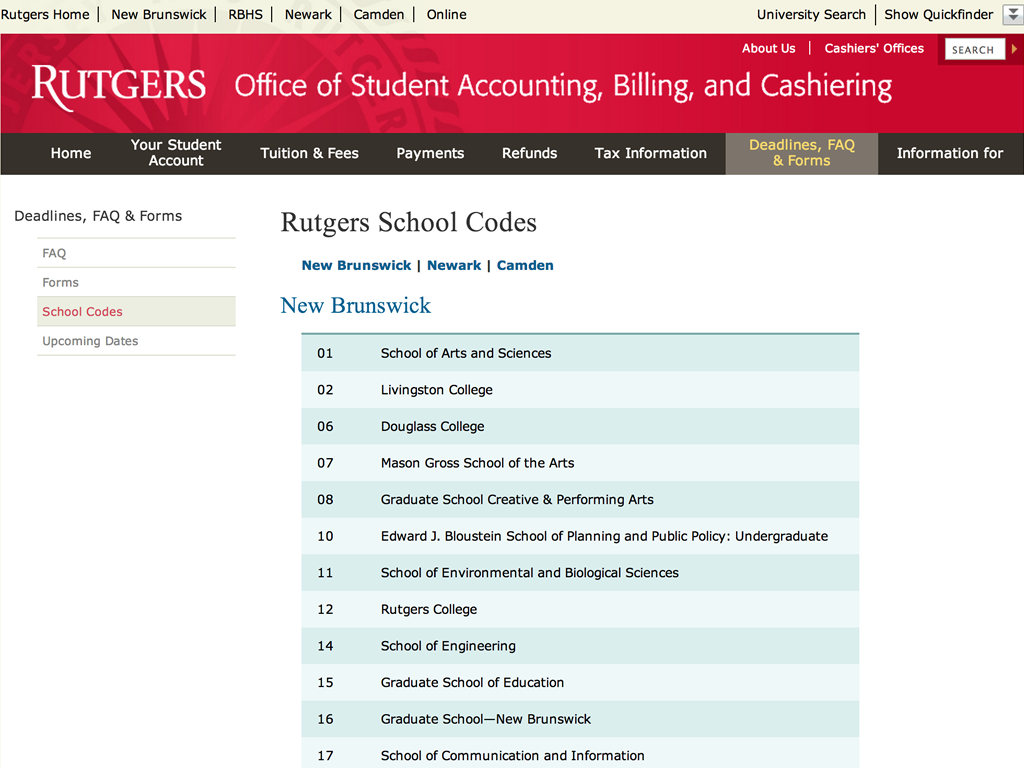 Rutgers Home | New Brunswick | RBHS | Newark | Camden | Online
University Search | Show Quickfinder
About Us | Cashiers' Offices
SEARCH
RUTGERS Office of Student Accounting, Billing, and Cashiering
Home
Your Student
Account
Tuition & Fees
Payments
Refunds
Tax Information
Deadlines, FAQ
& Forms
Information for
Deadlines, FAQ & Forms
FAQ
Forms
School Codes
Upcoming Dates
Rutgers School Codes
New Brunswick | Newark | Camden
New Brunswick
01 School of Arts and Sciences
02 Livingston College
06 Douglass College
07 Mason Gross School of the Arts
08 Graduate School Creative & Performing Arts
10 Edward J. Bloustein School of Planning and Public Policy: Undergraduate
11 School of Environmental and Biological Sciences
12 Rutgers College
14 School of Engineering
15 Graduate School of Education
16 Graduate School—New Brunswick
17 School of Communication and Information